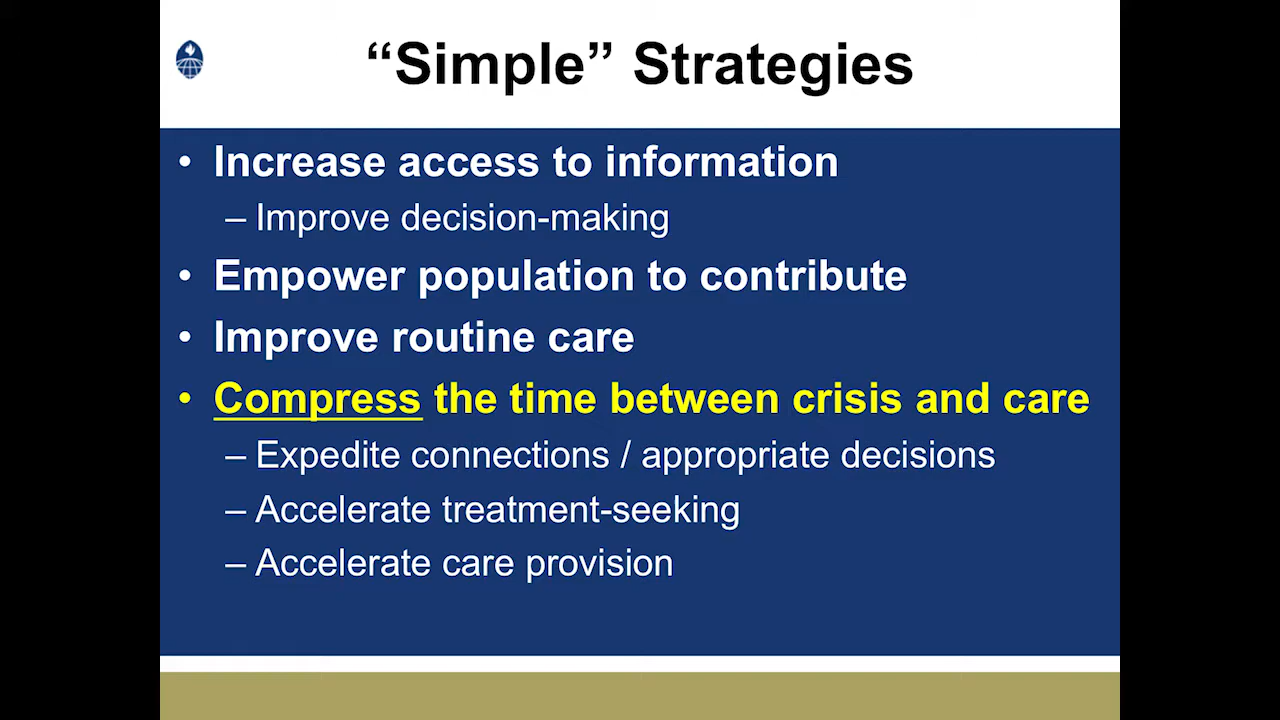 “Simple” Strategies
• Increase access to information
– Improve decision-making
• Empower population to contribute
• Improve routine care
• Compress the time between crisis and care
– Expedite connections / appropriate decisions
– Accelerate treatment-seeking
– Accelerate care provision